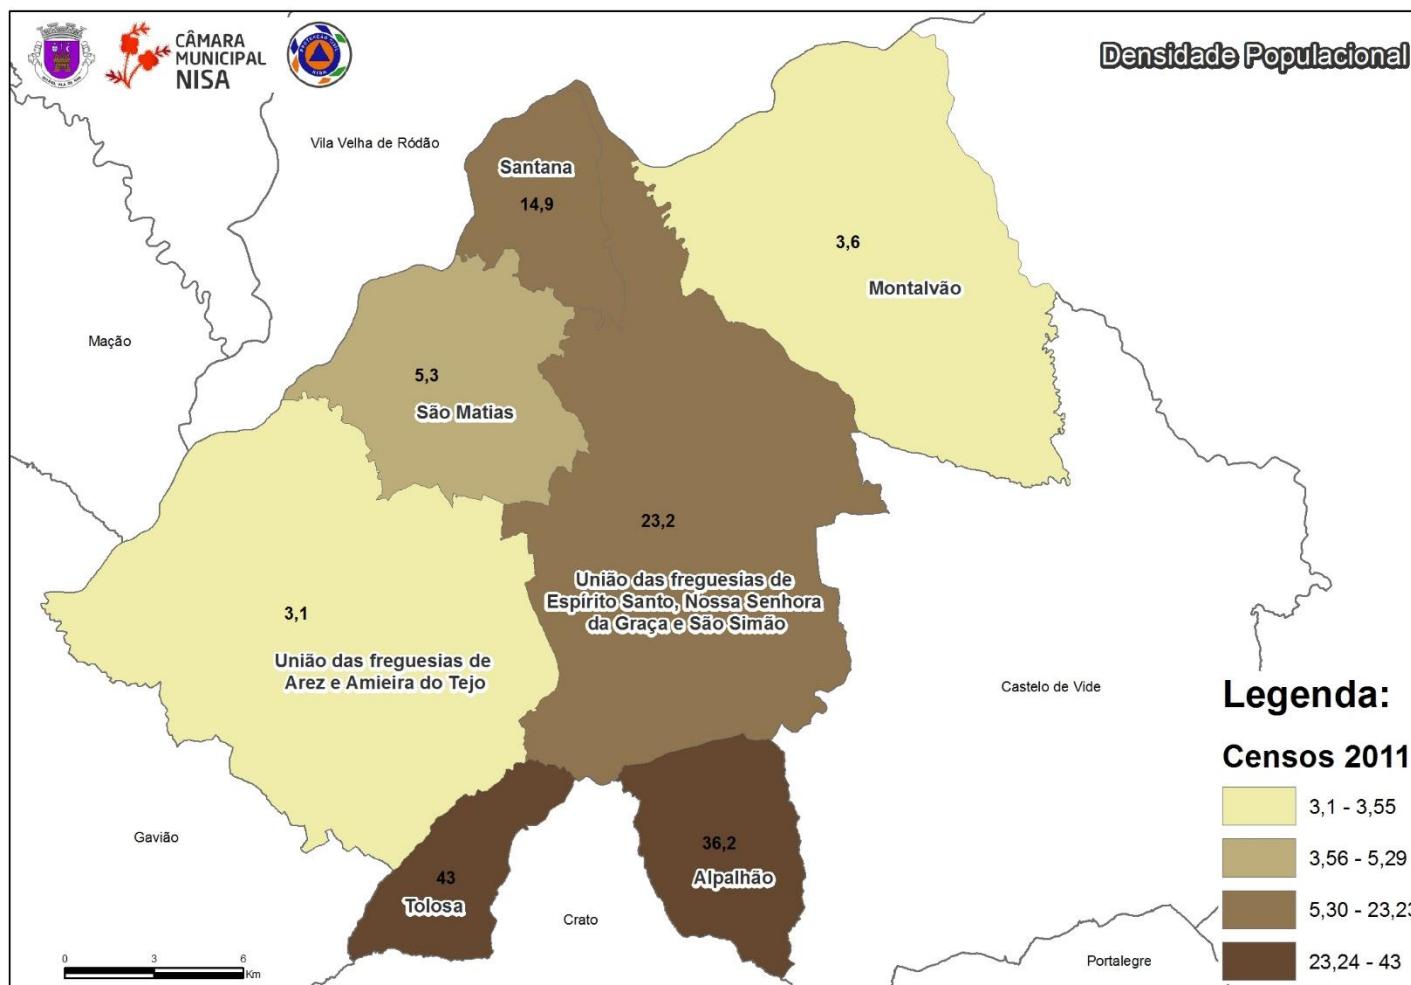 CÂMARA
MUNICIPAL
NISA
Densidade Populacional
Vila Velha de Ródão
Santana
14,9
3,6
Montalvão
Mação
5,3
São Matias
23,2
União das freguesias de
Espírito Santo, Nossa Senhora
da Graça e São Simão
3,1
União das freguesias de
Arez e Amieira do Tejo
Castelo de Vide
Legenda:
Censos 2011
3,1 - 3,55
3,56 - 5,29
5,30 - 23,23
23,24 - 43
Gavião
36,2
Alpalhão
43
Tolosa
Crato
Portalegre
0 3 6
Km